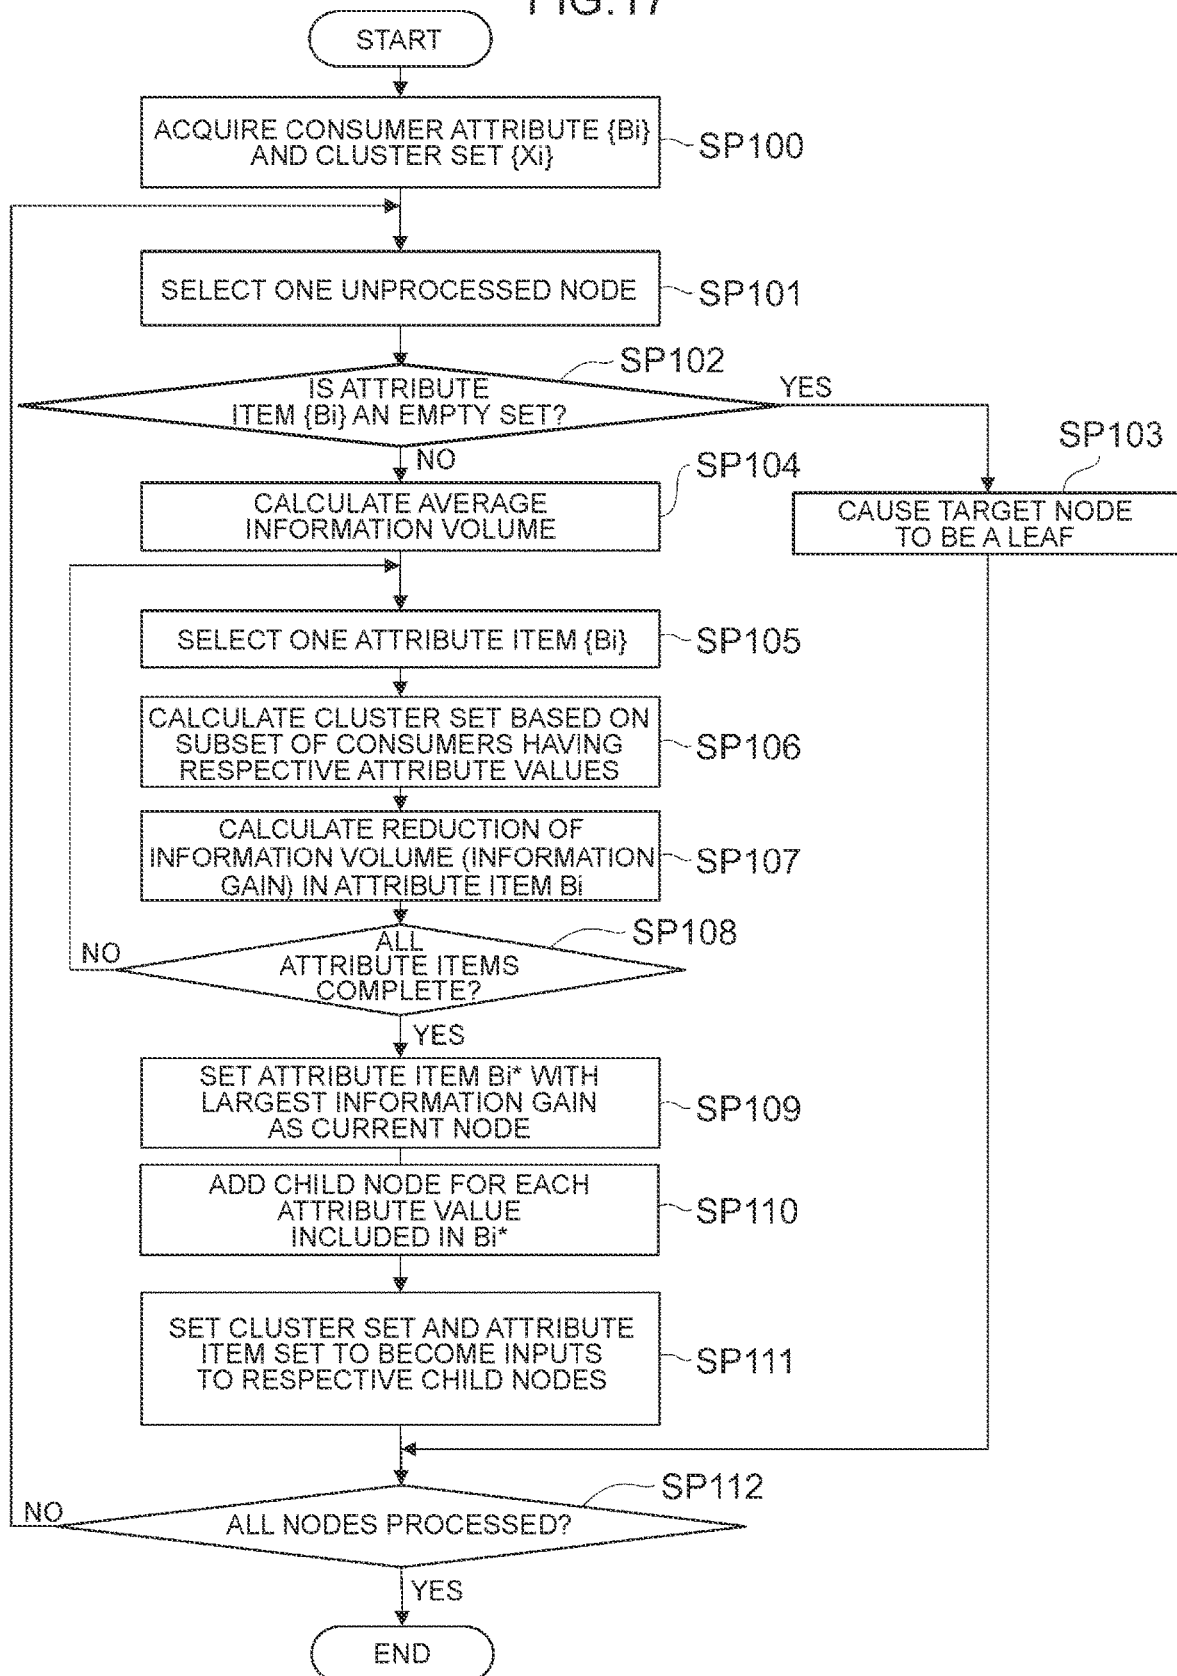 FIG. 17
START
ACQUIRE CONSUMER ATTRIBUTE {Bi}
AND CLUSTER SET {Xi}
SP100
SELECT ONE UNPROCESSED NODE
SP101
SP102
IS ATTRIBUTE
ITEM {Bi} AN EMPTY SET?
YES
NO
SP103
CAUSE TARGET NODE
TO BE A LEAF
SP104
CALCULATE AVERAGE
INFORMATION VOLUME
SELECT ONE ATTRIBUTE ITEM {Bi}
SP105
CALCULATE CLUSTER SET BASED ON
SUBSET OF CONSUMERS HAVING
RESPECTIVE ATTRIBUTE VALUES
SP106
CALCULATE REDUCTION OF
INFORMATION VOLUME (INFORMATION
GAIN) IN ATTRIBUTE ITEM Bi
SP107
SP108
NO
ALL
ATTRIBUTE ITEMS
COMPLETE?
YES
SET ATTRIBUTE ITEM Bi* WITH
LARGEST INFORMATION GAIN
AS CURRENT NODE
SP109
ADD CHILD NODE FOR EACH
ATTRIBUTE VALUE
INCLUDED IN Bi*
SP110
SET CLUSTER SET AND ATTRIBUTE
ITEM SET TO BECOME INPUTS
TO RESPECTIVE CHILD NODES
SP111
SP112
NO
ALL NODES PROCESSED?
YES
END